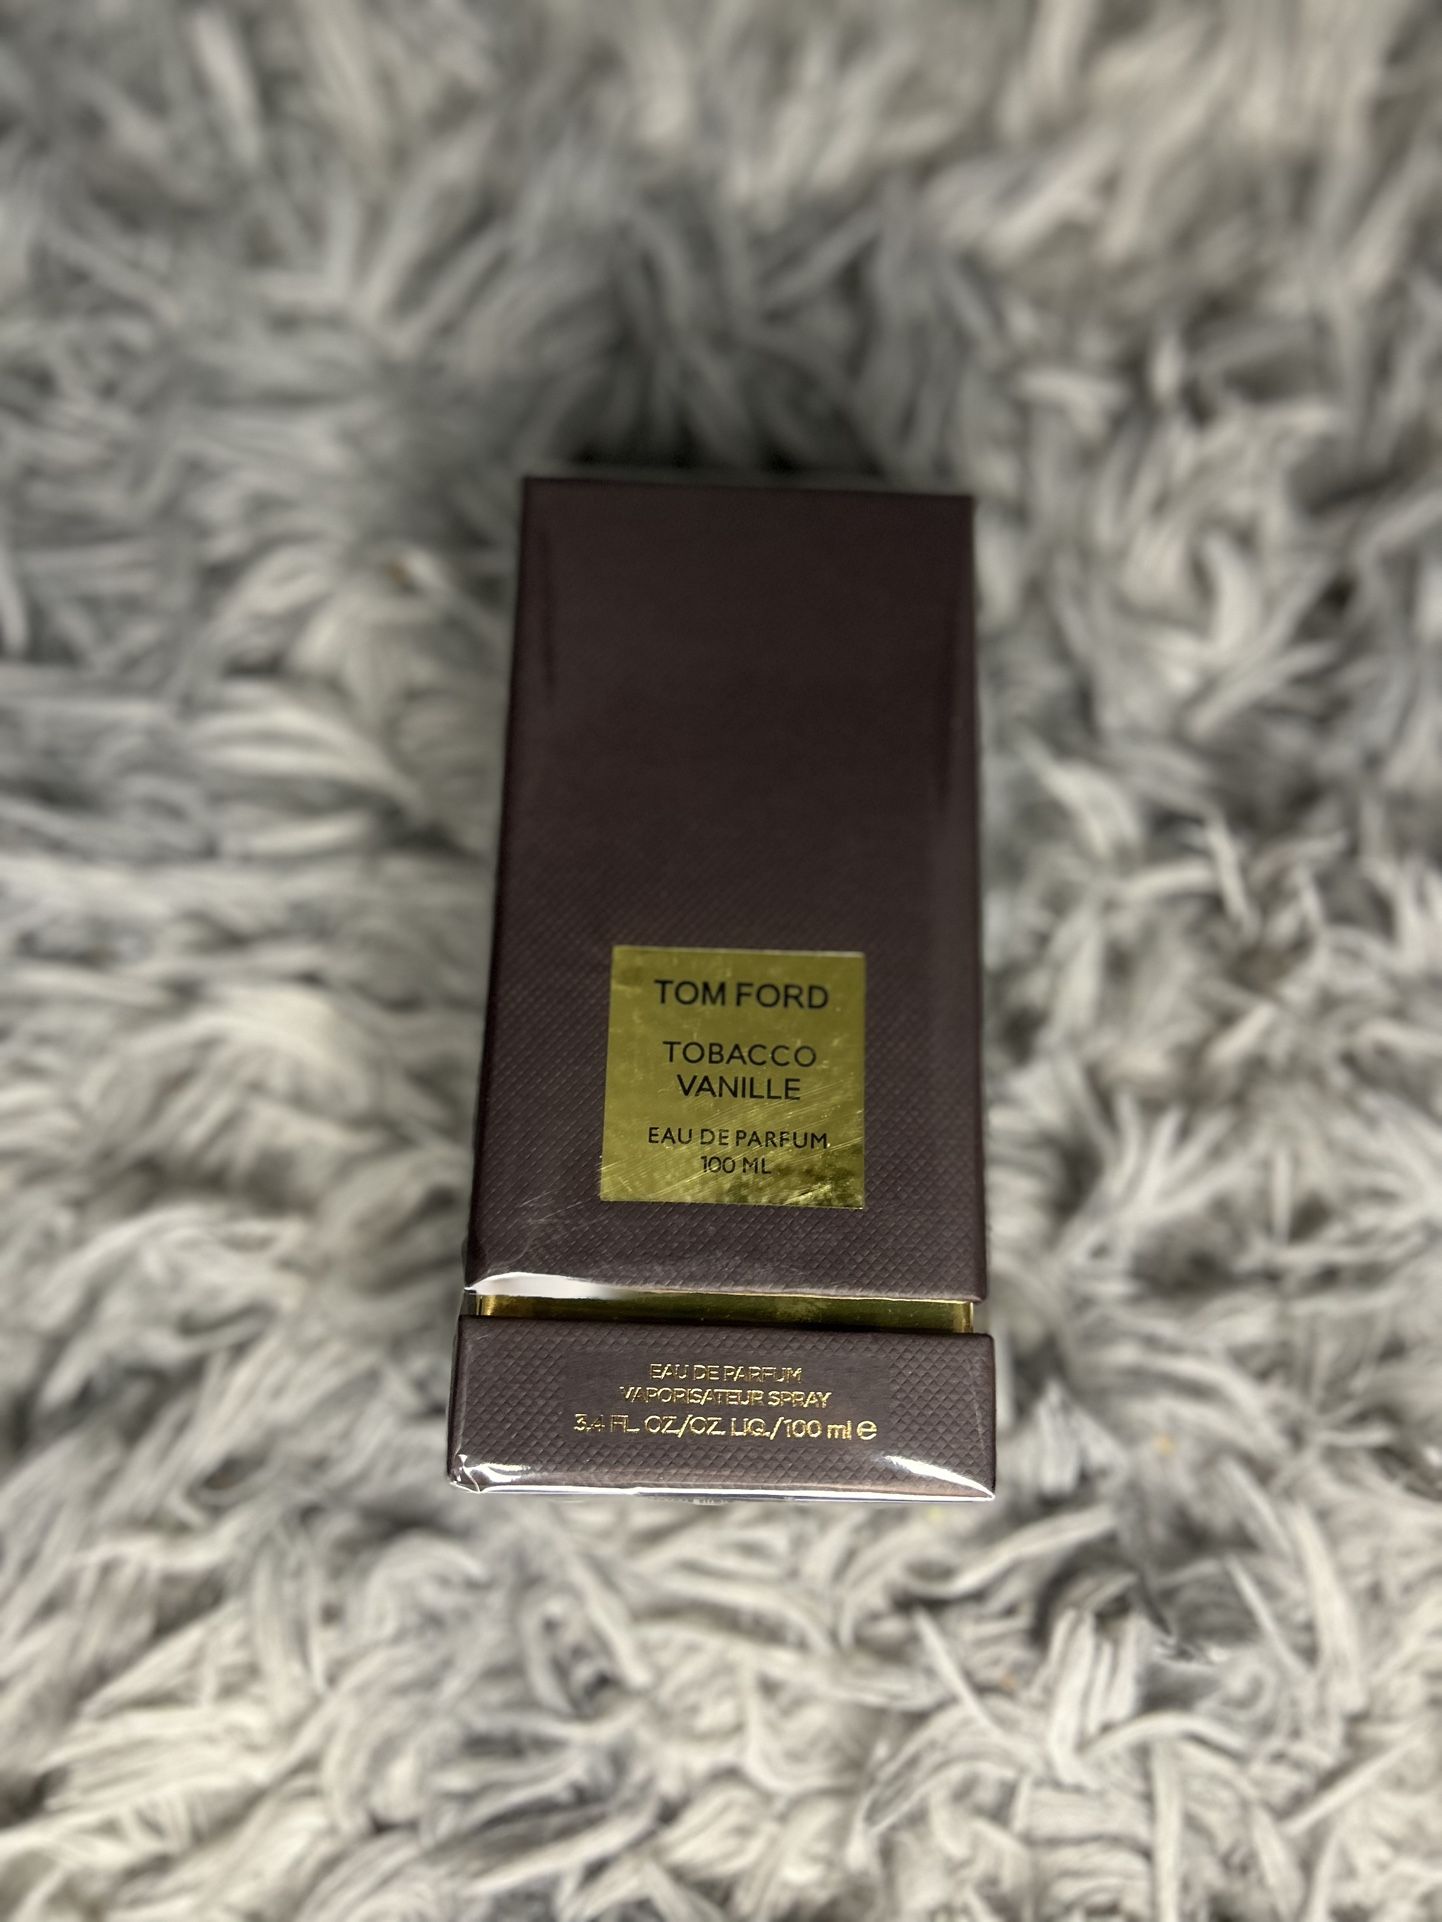 TOM FORD
TOBACCO
VANILLE
EAU DE PARFUM
100 ML
EAU DE PARFUM
VAPORISATEUR SPRAY
3.4 FL. OZ/OZ. LIQ./100 ml ℮